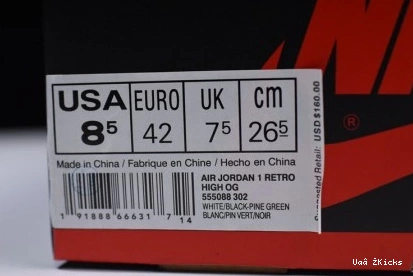 USA EURO UK cm
8⁵ 42 7⁵ 26⁵
Made in China / Fabrique en Chine / Hecho en China
AIR JORDAN 1 RETRO
HIGH OG
555088 302
WHITE/BLACK-PINE GREEN
BLANC/PIN VERT/NOIR
1 91888 66631 7 14
Suggested Retail: USD $160.00
®
Uaâ ŽKicks